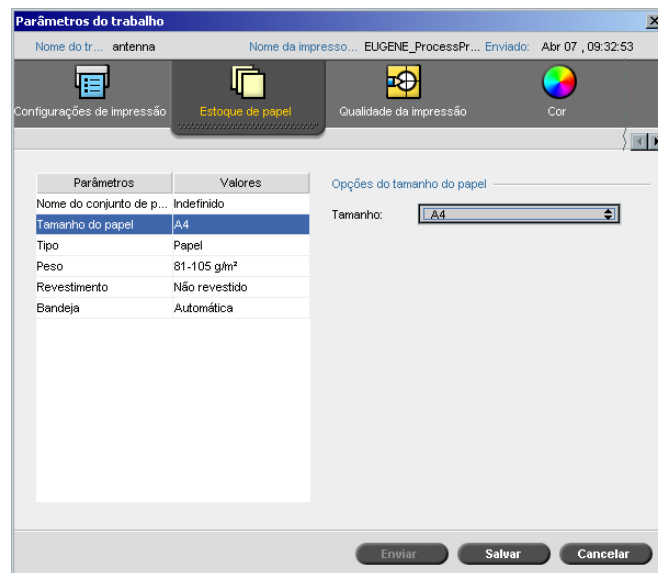 Parâmetros do trabalho
Nome do tr... antenna Nome da impresso... EUGENE_ProcessPr... Enviado: Abr 07 , 09:32:53
Configurações de impressão Estoque de papel Qualidade da impressão Cor
Parâmetros Valores Opções do tamanho do papel
Nome do conjunto de p... Indefinido
Tamanho do papel A4 Tamanho: A4
Tipo Papel
Peso 81-105 g/m²
Revestimento Não revestido
Bandeja Automática
Enviar Salvar Cancelar